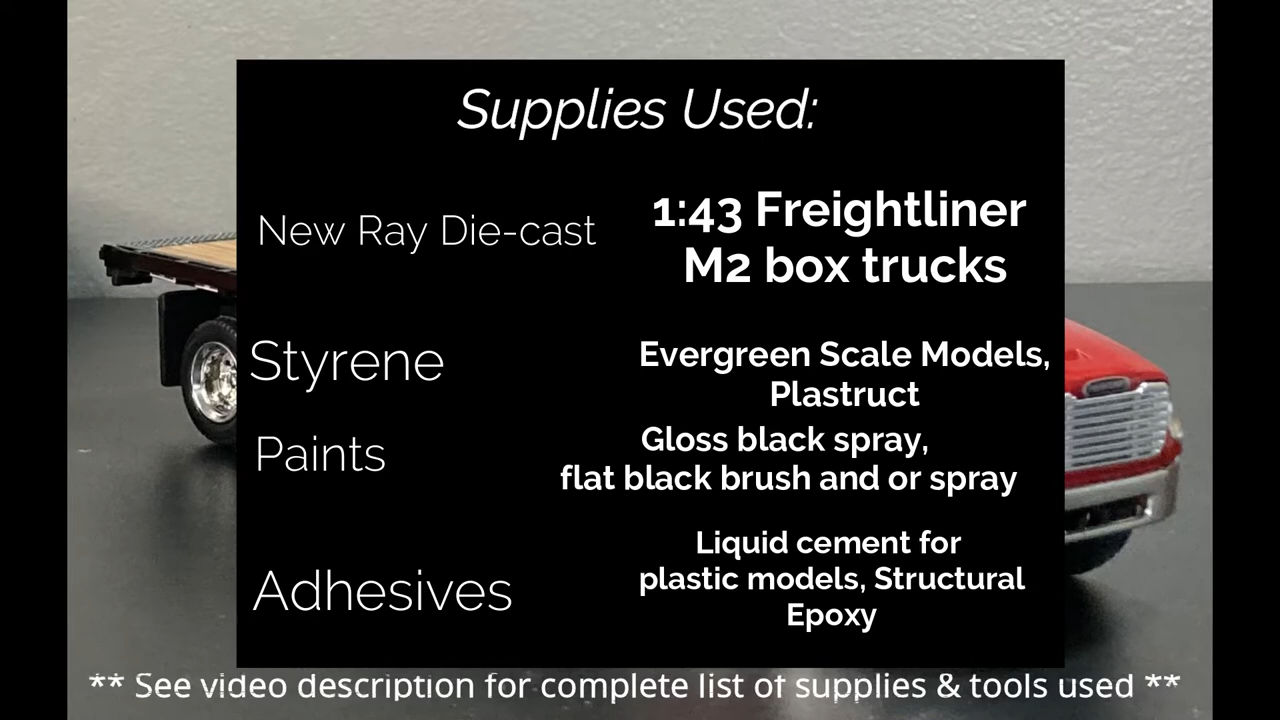 Supplies Used:
New Ray Die-cast
1:43 Freightliner
M2 box trucks
Styrene
Evergreen Scale Models,
Plastruct
Paints
Gloss black spray,
flat black brush and or spray
Adhesives
Liquid cement for
plastic models, Structural
Epoxy
** See video description for complete list of supplies & tools used **